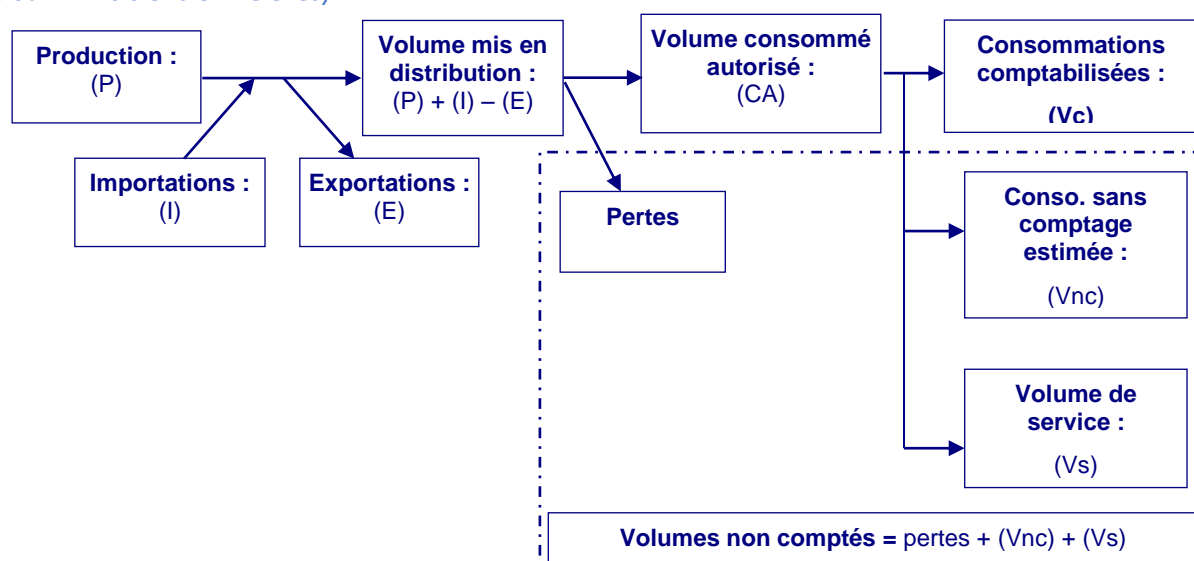 Production :
(P)
Volume mis en
distribution :
(P) + (I) – (E)
Volume consommé
autorisé :
(CA)
Consommations
comptabilisées :
(Vc)
Importations :
(I)
Exportations :
(E)
Pertes
Conso. sans
comptage
estimée :
(Vnc)
Volume de
service :
(Vs)
Volumes non comptés = pertes + (Vnc) + (Vs)